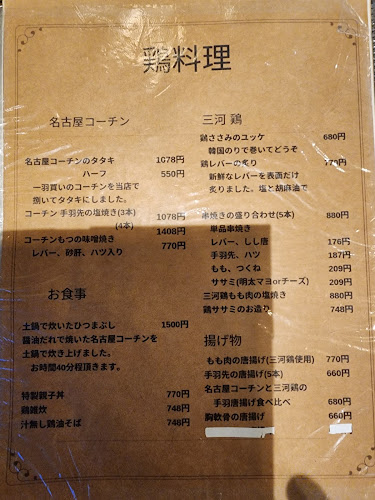 鶏料理
名古屋コーチン
名古屋コーチンのタタキ 1078円
ハーフ 550円
一羽買いのコーチンを当店で
捌いてタタキにしました。
コーチン 手羽先の塩焼き(3本) 1078円
(4本) 1408円
コーチンもつの味噌焼き 770円
レバー、砂肝、ハツ入り
お食事
土鍋で炊いたひつまぶし 1500円
醤油だれで焼いた名古屋コーチンを
土鍋で炊き上げました。
お時間40分程頂きます。
特製親子丼 770円
鶏雑炊 748円
汁無し鶏油そば 748円
三河 鶏
鶏ささみのユッケ 680円
韓国のりで巻いてどうぞ
鶏レバーの炙り 770円
新鮮なレバーを表面だけ
炙りました。塩と胡麻油で
串焼きの盛り合わせ(5本) 880円
単品串焼き
レバー、しし唐 176円
手羽先、ハツ 187円
もも、つくね 209円
ササミ(明太マヨorチーズ) 209円
三河鶏もも肉の塩焼き 880円
鶏ササミのお造り 748円
揚げ物
もも肉の唐揚げ(三河鶏使用) 770円
手羽先の唐揚げ(5本) 660円
名古屋コーチンと三河鶏の
手羽唐揚げ食べ比べ 680円
胸軟骨の唐揚げ 660円